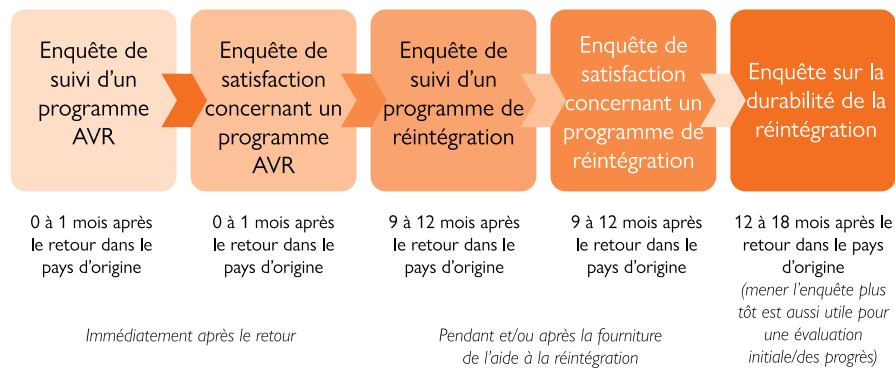 Enquête de
suivi d'un
programme
AVR
Enquête de
satisfaction
concernant un
programme
AVR
Enquête de
suivi d'un
programme de
réintégration
Enquête de
satisfaction
concernant un
programme de
réintégration
Enquête sur la
durabilité de la
réintégration
0 à 1 mois après
le retour dans le
pays d'origine
0 à 1 mois après
le retour dans le
pays d'origine
9 à 12 mois après
le retour dans le
pays d'origine
9 à 12 mois après
le retour dans le
pays d'origine
12 à 18 mois après le
retour dans le pays
d'origine
(mener l'enquête plus
tôt est aussi utile pour
une évaluation
initiale/des progrès)
Immédiatement après le retour
Pendant et/ou après la fourniture
de l'aide à la réintégration